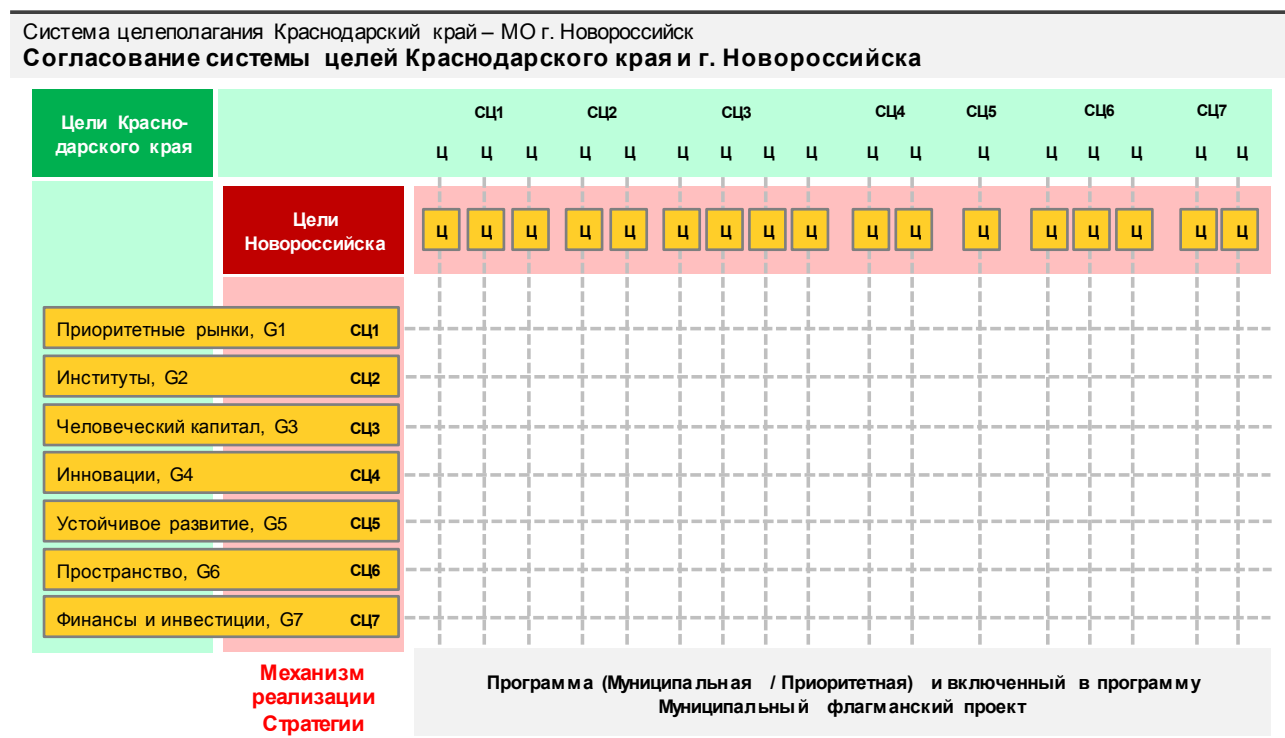 Система целеполагания Краснодарский край – МО г. Новороссийск
Согласование системы целей Краснодарского края и г. Новороссийска
Цели Красно-
дарского края
СЦ1 СЦ2 СЦ3 СЦ4 СЦ5 СЦ6 СЦ7
Ц Ц Ц Ц Ц Ц Ц Ц Ц Ц Ц Ц Ц Ц Ц Ц Ц
Цели
Новороссийска
Ц Ц Ц Ц Ц Ц Ц Ц Ц Ц Ц Ц Ц Ц Ц Ц Ц
Приоритетные рынки, G1 СЦ1
Институты, G2 СЦ2
Человеческий капитал, G3 СЦ3
Инновации, G4 СЦ4
Устойчивое развитие, G5 СЦ5
Пространство, G6 СЦ6
Финансы и инвестиции, G7 СЦ7
Механизм
реализации
Стратегии
Программа (Муниципальная / Приоритетная) и включенный в программу
Муниципальный флагманский проект